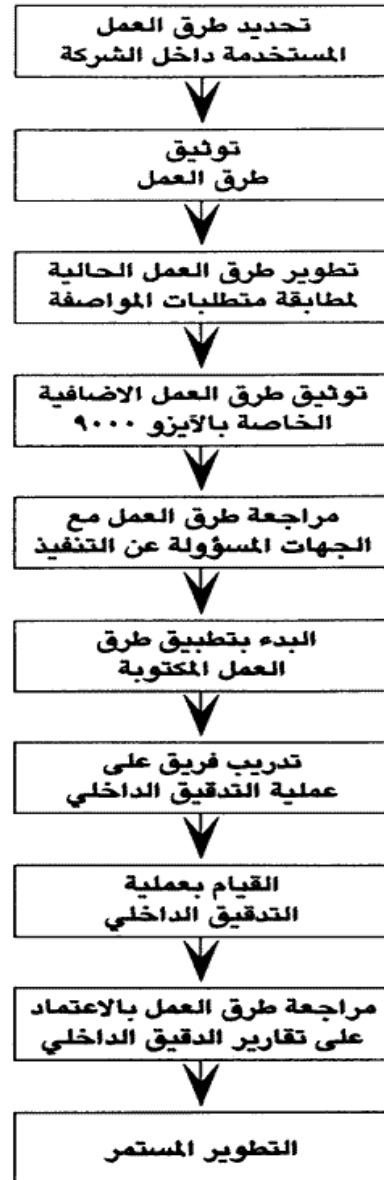 تحديد طرق العمل
المستخدمة داخل الشركة
توثيق
طرق العمل
تطوير طرق العمل الحالية
لمطابقة متطلبات المواصفة
توثيق طرق العمل الاضافية
الخاصة بالآيزو ٩٠٠٠
مراجعة طرق العمل مع
الجهات المسؤولة عن التنفيذ
البدء بتطبيق طرق
العمل المكتوبة
تدريب فريق على
عملية التدقيق الداخلي
القيام بعملية
التدقيق الداخلي
مراجعة طرق العمل بالاعتماد
على تقارير الدقيق الداخلي
التطوير المستمر